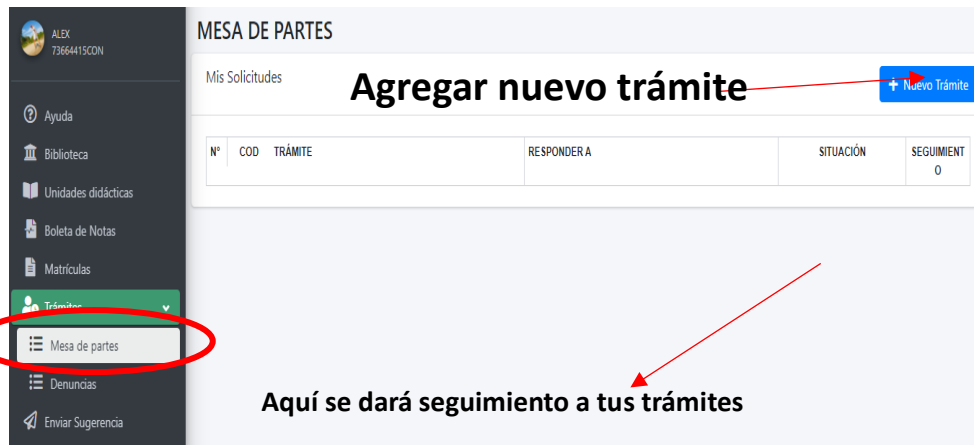 ALEX
73664415CON
Ayuda
Biblioteca
Unidades didácticas
Boleta de Notas
Matrículas
Trámites
Mesa de partes
Denuncias
Enviar Sugerencia
MESA DE PARTES
Mis Solicitudes
Agregar nuevo trámite
+ Nuevo Trámite
N° COD TRÁMITE RESPONDER A SITUACIÓN SEGUIMIENT
O
Aquí se dará seguimiento a tus trámites